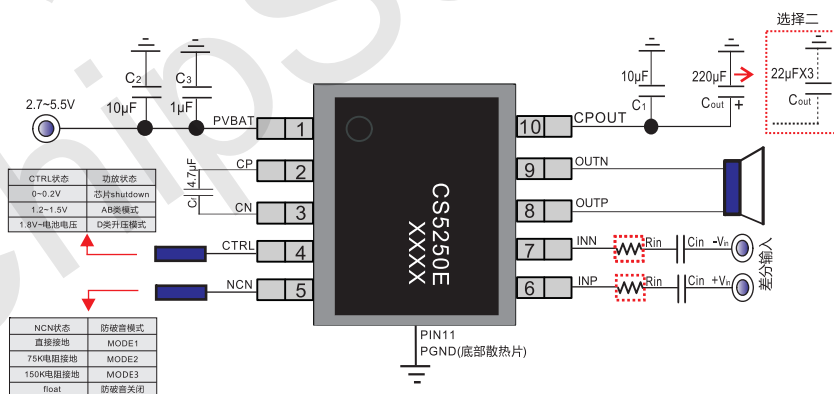 选择二
C2
10μF
C3
1μF
10μF
C1
220μF
Cout
+
22μFX3
Cout
2.7~5.5V
PVBAT
1
10
CPOUT
CP
2
9
OUTN
4.7μF
Cf
CN
3
8
OUTP
CTRL
4
7
INN
Rin
Cin
-Vin
NCN
5
6
INP
Rin
Cin
+Vin
差分输入
CS5250E
XXXX
CTRL状态 功放状态
0~0.2V 芯片shutdown
1.2~1.5V AB类模式
1.8V~电池电压 D类升压模式
NCN状态 防破音模式
直接接地 MODE1
75K电阻接地 MODE2
150K电阻接地 MODE3
float 防破音关闭
PIN11
PGND(底部散热片)